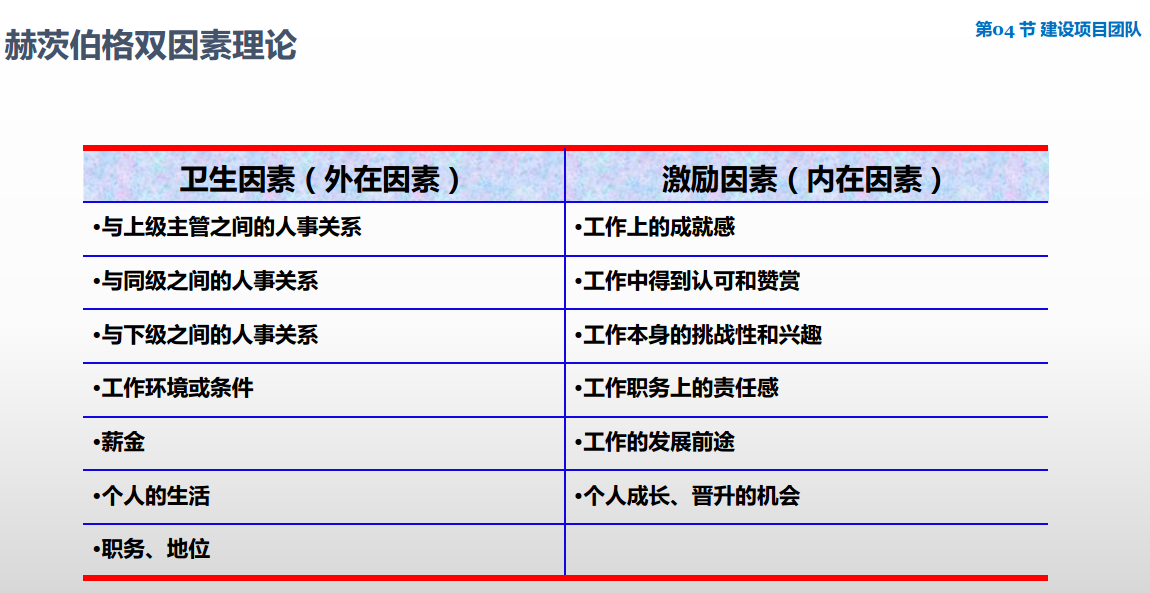 第04节 建设项目团队
赫茨伯格双因素理论
卫生因素（外在因素） 激励因素（内在因素）
•与上级主管之间的人事关系 •工作上的成就感
•与同级之间的人事关系 •工作中得到认可和赞赏
•与下级之间的人事关系 •工作本身的挑战性和兴趣
•工作环境或条件 •工作职务上的责任感
•薪金 •工作的发展前途
•个人的生活 •个人成长、晋升的机会
•职务、地位